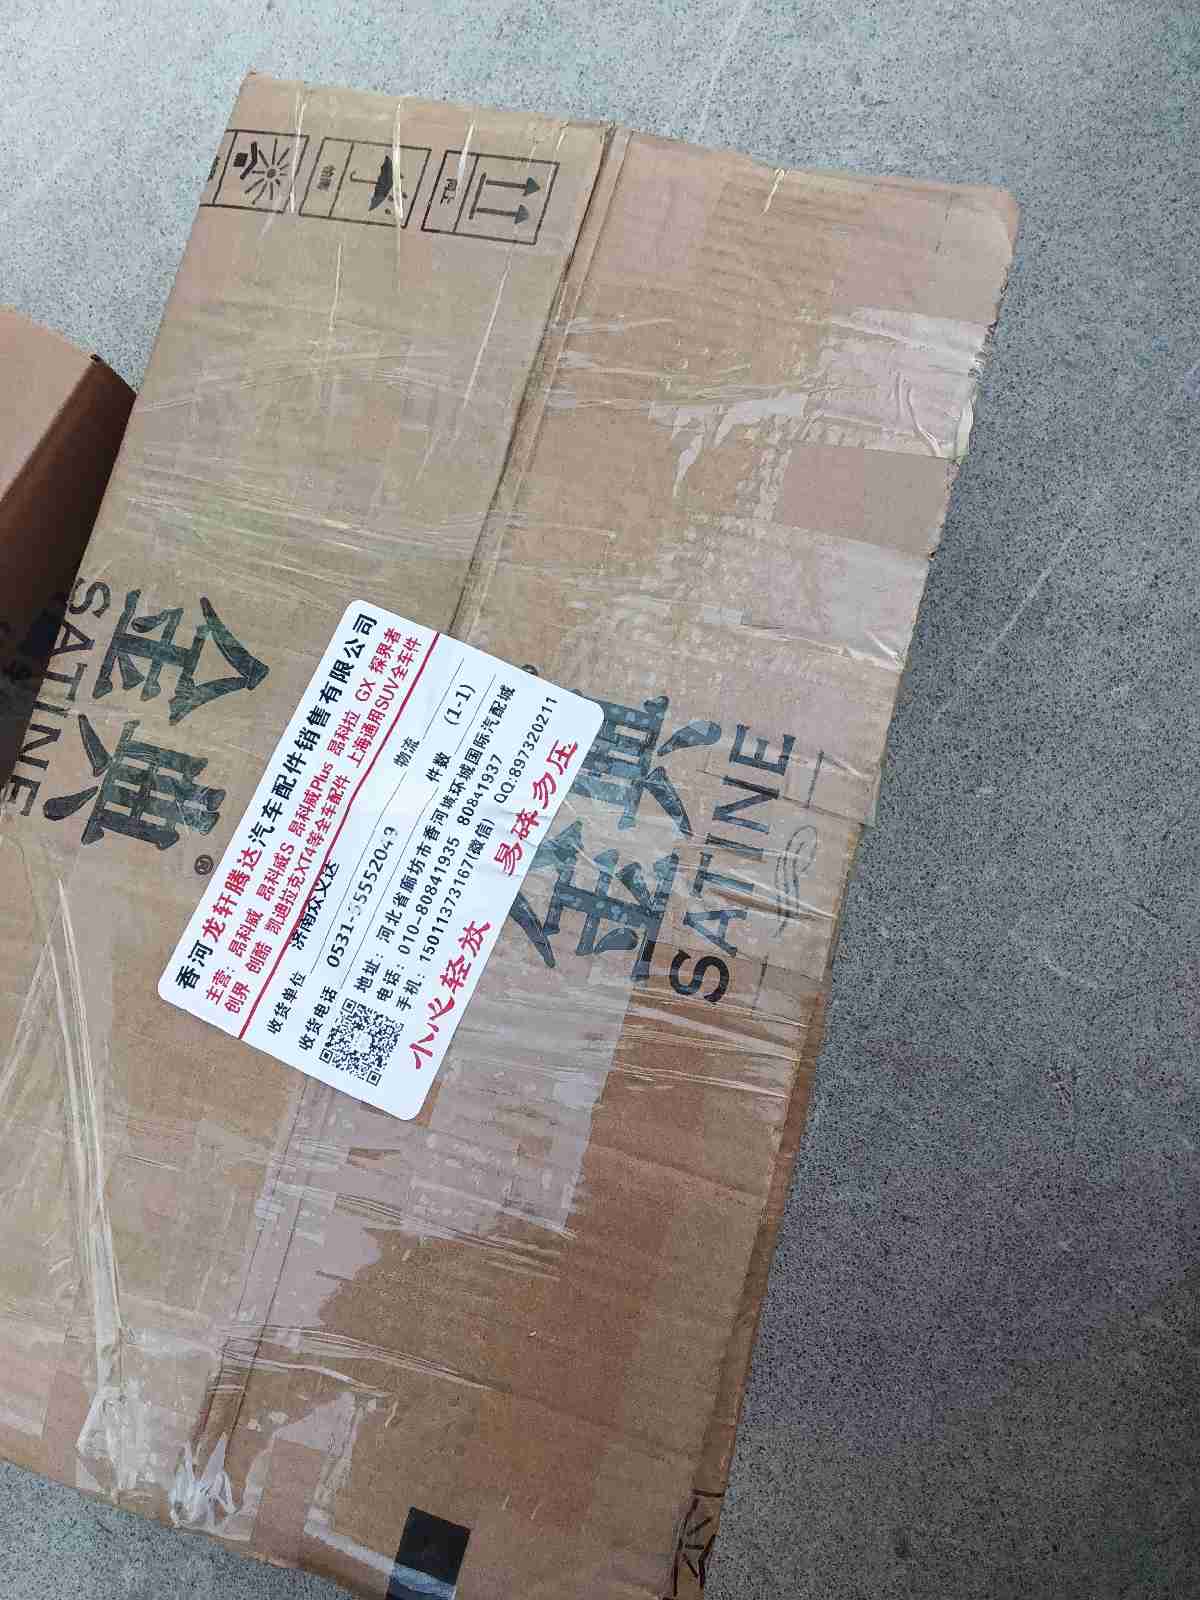 香河龙轩腾达汽车配件销售有限公司
主营：昂科威 昂科威S 昂科威Plus 昂科拉 GX 探界者
创界 创酷 凯迪拉克XT4等全车配件 上海通用SUV全车件
收货单位 济南众义达 物流
收货电话 0531-55552049 件数 (1-1)
地址：河北省廊坊市香河城环城国际汽配城
电话：010-80841935 80841937
手机：15011373167(微信) QQ:897320211
小心轻放 易碎勿压
金典
®
SATINE
金典
SATINE
向上